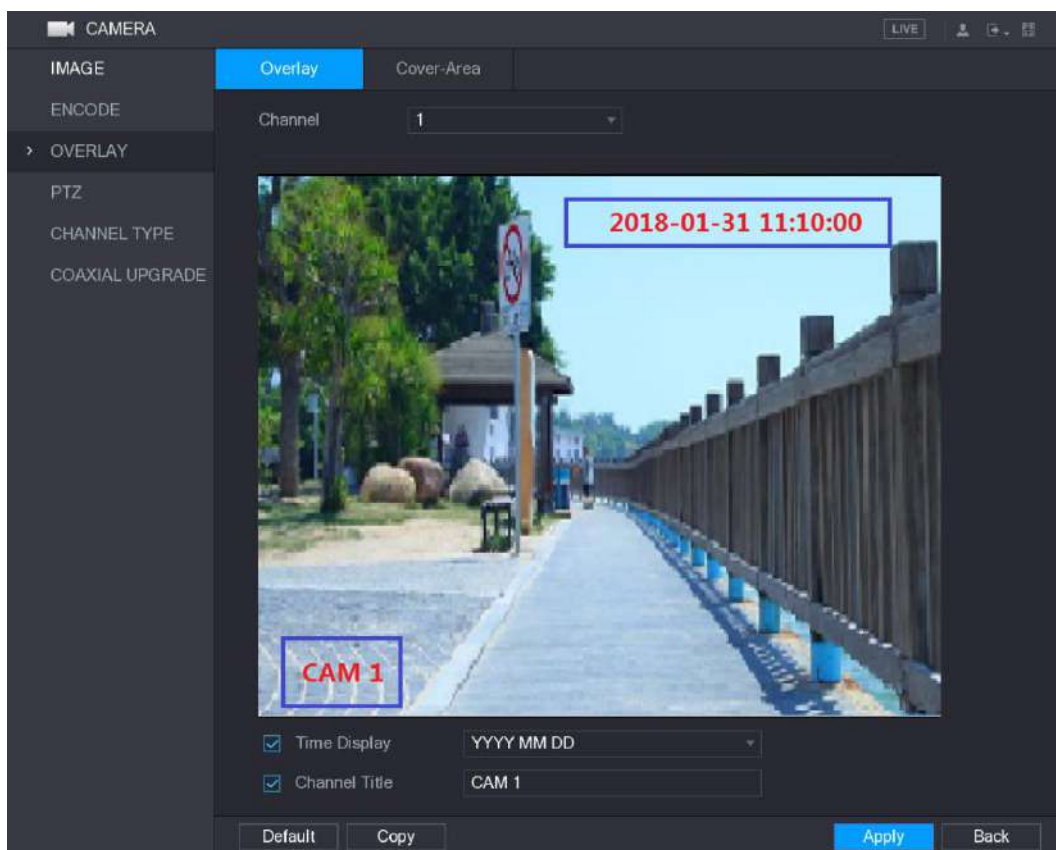 CAMERA
LIVE
IMAGE
ENCODE
> OVERLAY
PTZ
CHANNEL TYPE
COAXIAL UPGRADE
Overlay Cover-Area
Channel 1
2018-01-31 11:10:00
CAM 1
Time Display YYYY MM DD
Channel Title CAM 1
Default Copy Apply Back